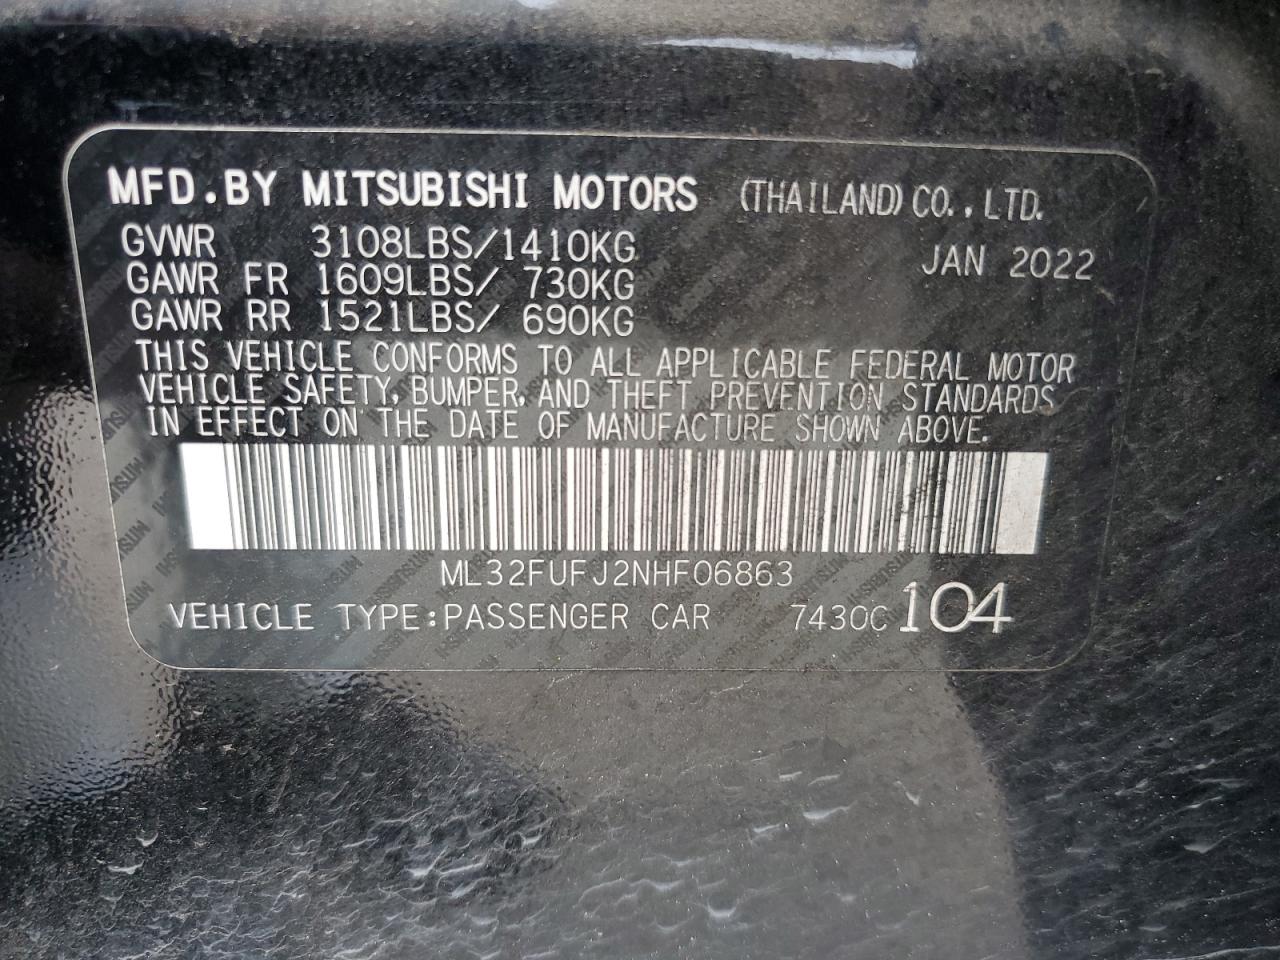 MFD.BY MITSUBISHI MOTORS (THAILAND) CO.,LTD.
GVWR 3108LBS/1410KG JAN 2022
GAWR FR 1609LBS/ 730KG
GAWR RR 1521LBS/ 690KG
THIS VEHICLE CONFORMS TO ALL APPLICABLE FEDERAL MOTOR
VEHICLE SAFETY, BUMPER, AND THEFT PREVENTION STANDARDS
IN EFFECT ON THE DATE OF MANUFACTURE SHOWN ABOVE.
ML32FUFJ2NHF06863
VEHICLE TYPE:PASSENGER CAR 7430C 104